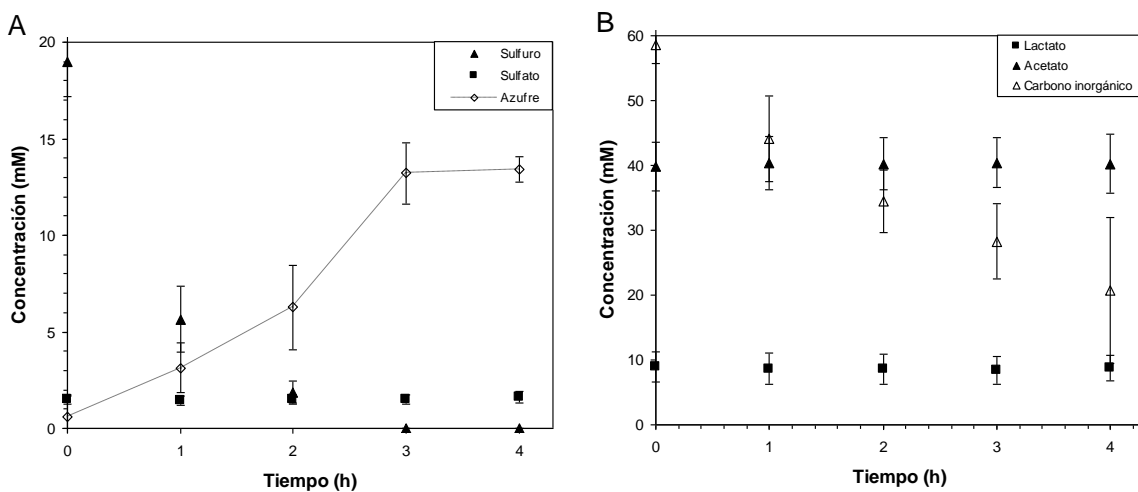 A
20
15
10
5
0
Concentración (mM)
Sulfuro
Sulfato
Azufre
0 1 2 3 4
Tiempo (h)
B
60
50
40
30
20
10
0
Concentración (mM)
Lactato
Acetato
Carbono inorgánico
0 1 2 3 4
Tiempo (h)